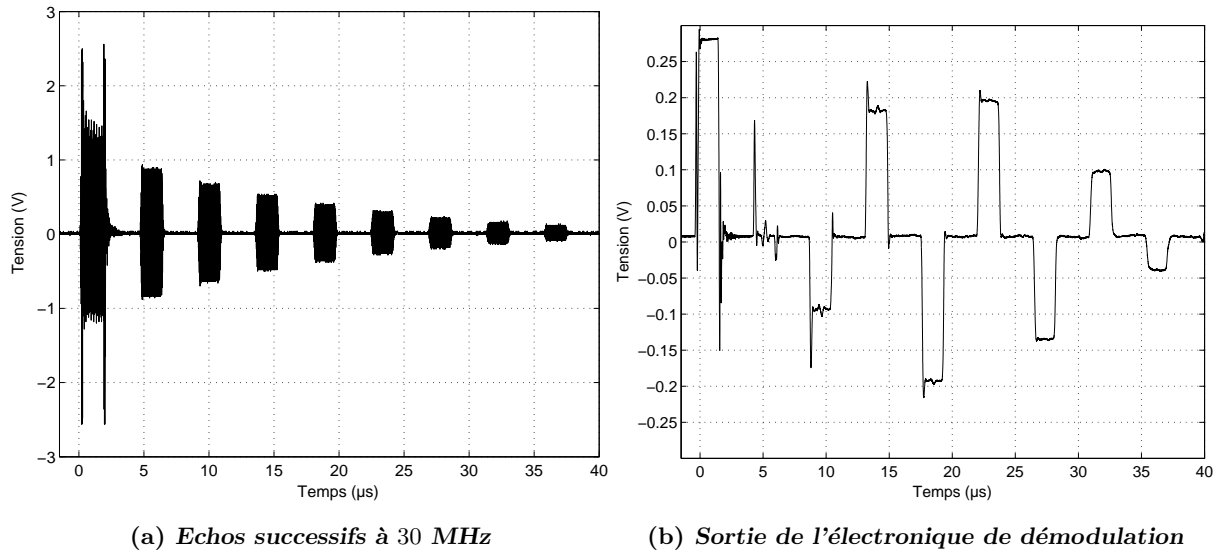 3
2
1
0
−1
−2
−3
0 5 10 15 20 25 30 35 40
Temps (µs)
Tension (V)
(a) Echos successifs à 30 MHz
0.25
0.2
0.15
0.1
0.05
0
−0.05
−0.1
−0.15
−0.2
−0.25
0 5 10 15 20 25 30 35 40
Temps (µs)
Tension (V)
(b) Sortie de l'électronique de démodulation